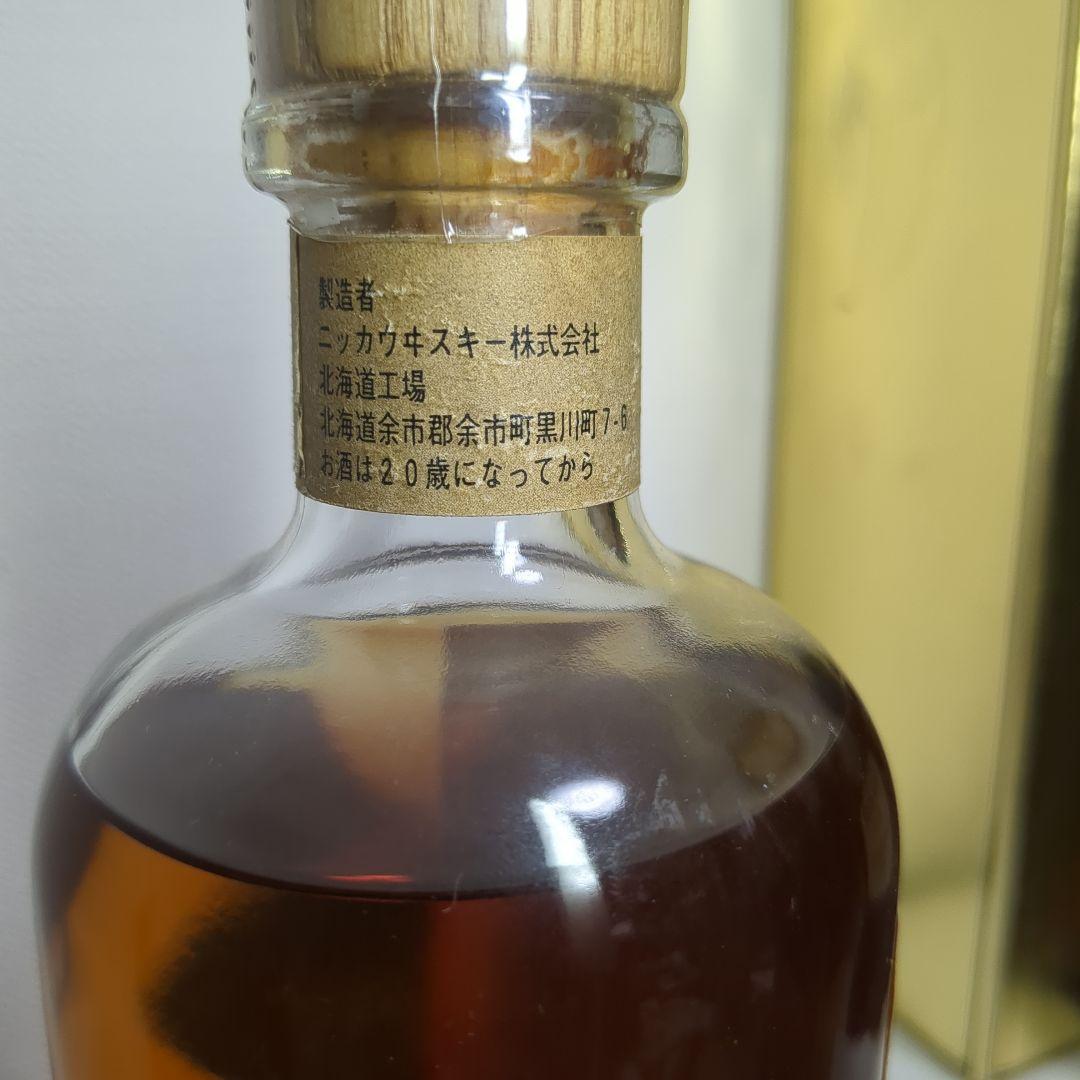 製造者
ニッカウヰスキー株式会社
北海道工場
北海道余市郡余市町黒川町7-6
お酒は20歳になってから